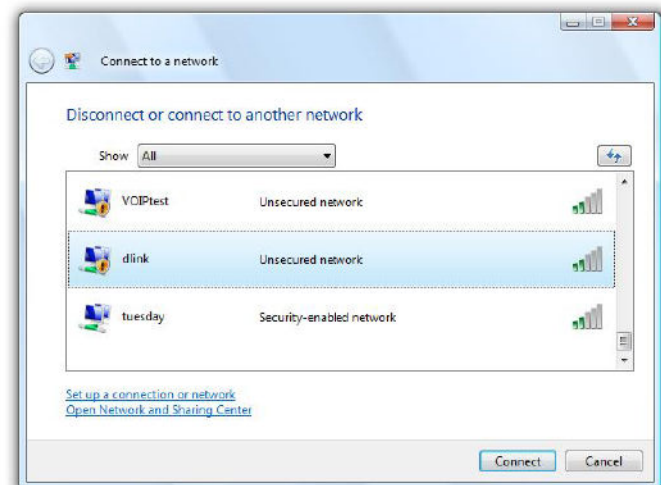 Connect to a network
Disconnect or connect to another network
Show All
VOIPtest Unsecured network
dlink Unsecured network
tuesday Security-enabled network
Set up a connection or network
Open Network and Sharing Center
Connect Cancel